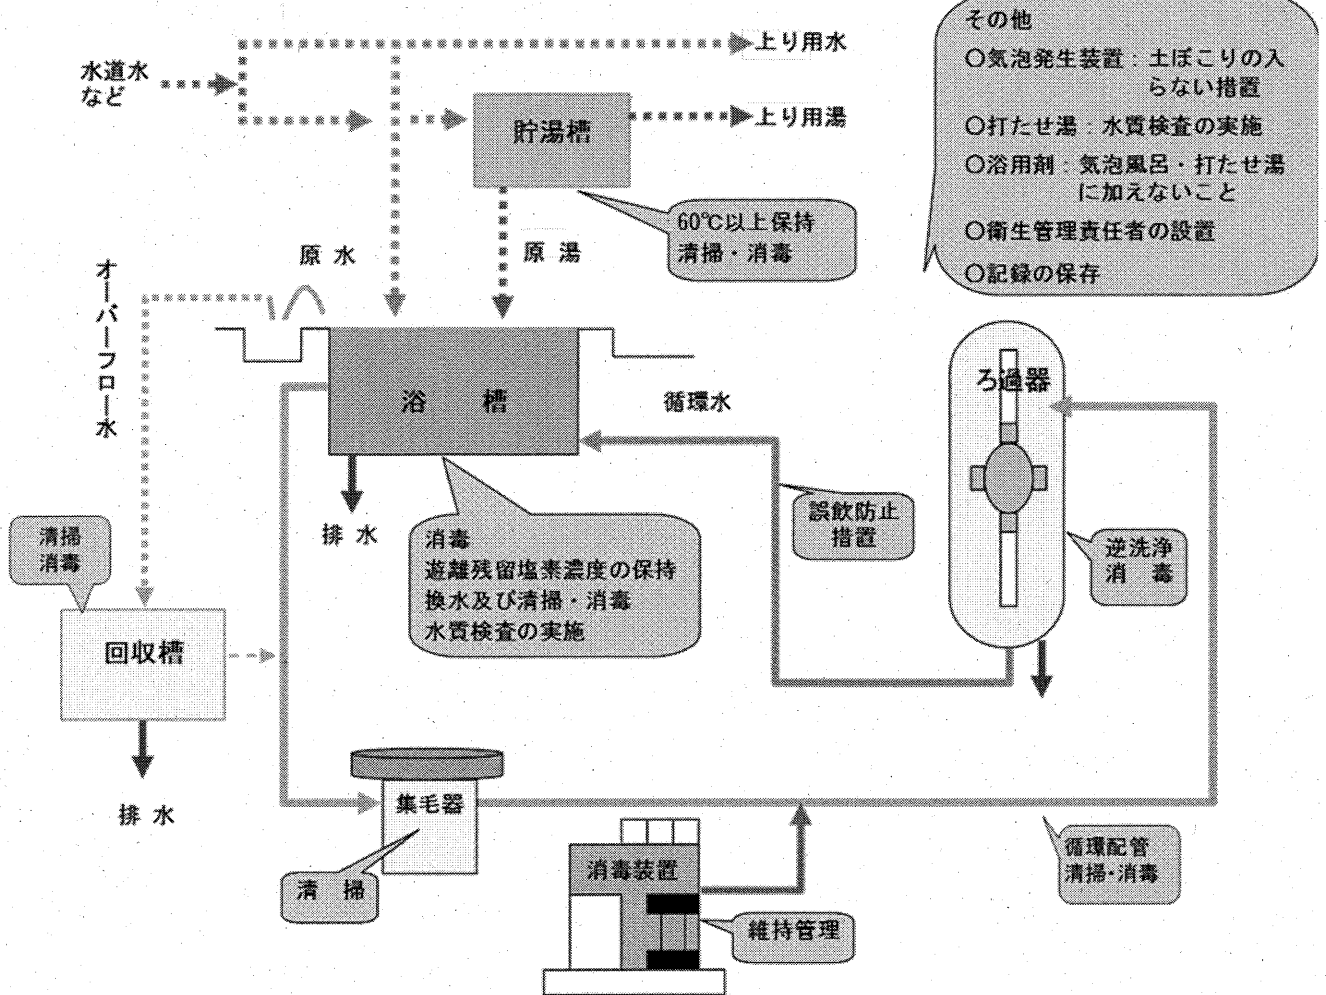 その他
〇気泡発生装置：土ぼこりの入
らない措置
〇打たせ湯：水質検査の実施
〇浴用剤：気泡風呂・打たせ湯
に加えないこと
〇衛生管理責任者の設置
〇記録の保存
上り用水
水道水
など
貯湯槽
上り用湯
60℃以上保持
清掃・消毒
原水
原湯
オーバーフロー水
浴槽
循環水
ろ過器
排水
消毒
遊離残留塩素濃度の保持
換水及び清掃・消毒
水質検査の実施
誤飲防止
措置
逆洗浄
消毒
清掃
消毒
回収槽
排水
集毛器
清掃
消毒装置
維持管理
循環配管
清掃・消毒